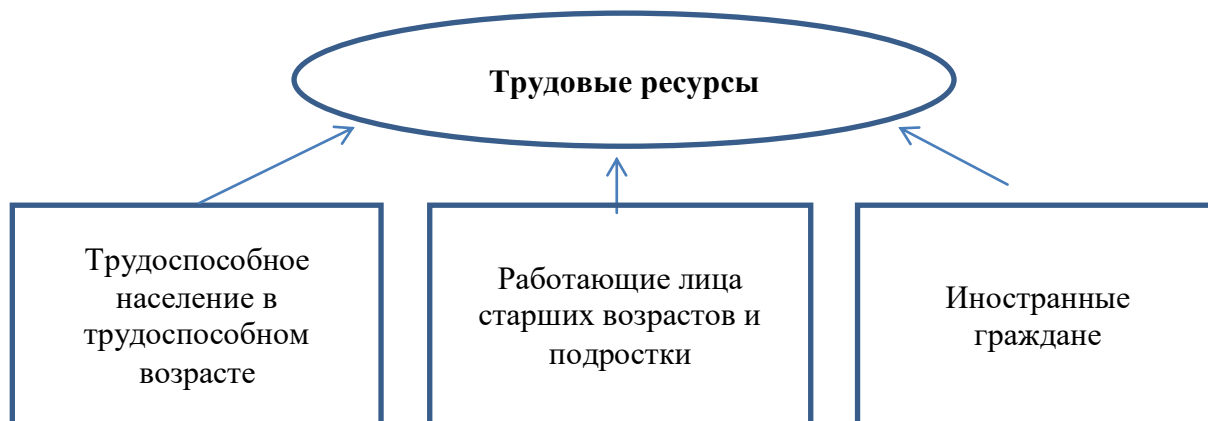 Трудовые ресурсы
Трудоспособное
население в
трудоспособном
возрасте
Работающие лица
старших возрастов и
подростки
Иностранные
граждане